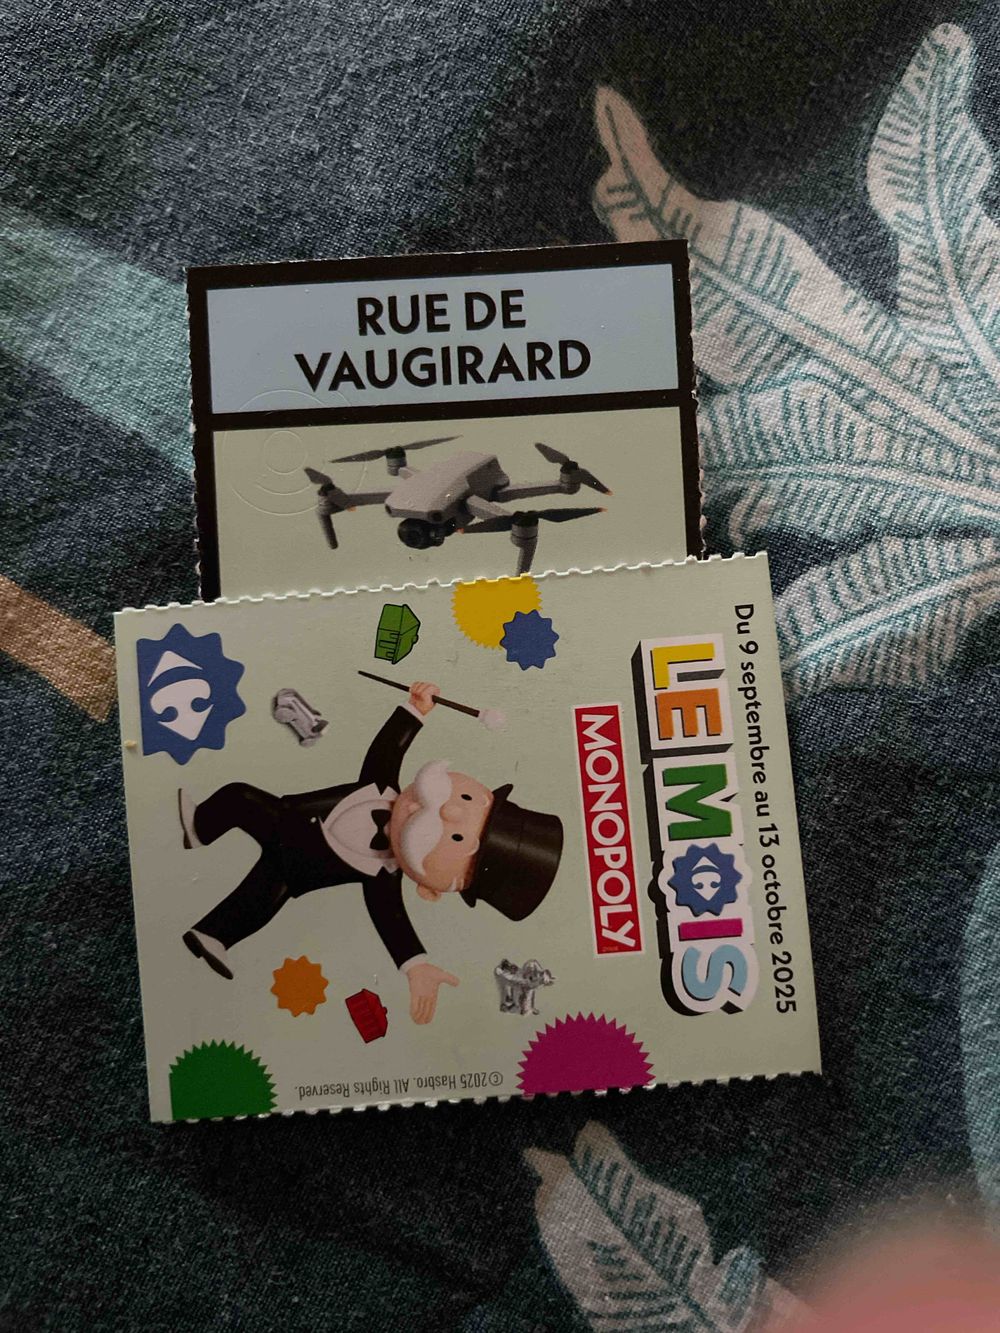 RUE DE
VAUGIRARD
Du 9 septembre au 13 octobre 2025
LE MOIS
MONOPOLY
©2025 Hasbro. All Rights Reserved.